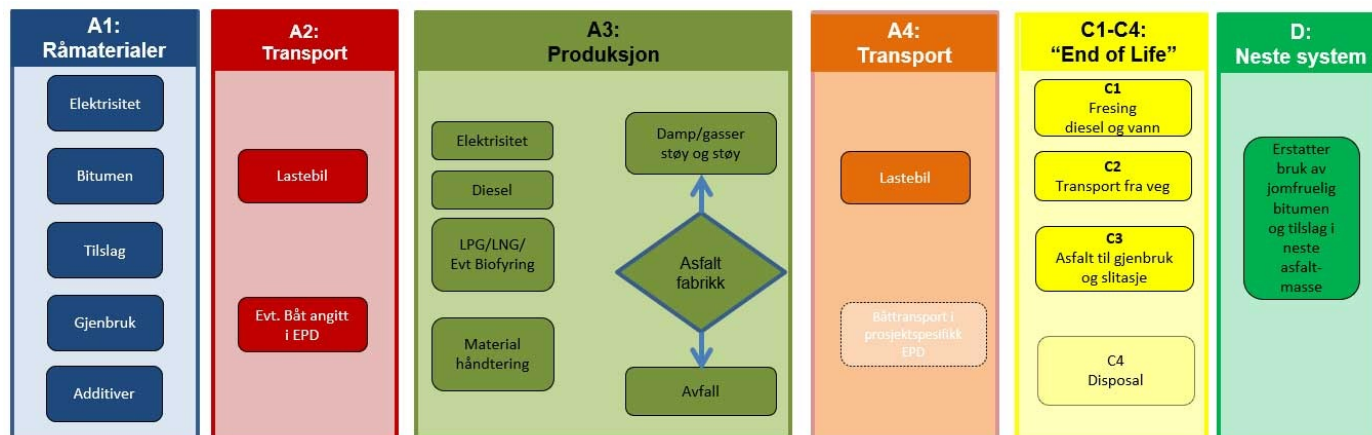 A1:
Råmaterialer
Elektrisitet
Bitumen
Tilslag
Gjenbruk
Additiver
A2:
Transport
Lastebil
Evt. Båt angitt
i EPD
A3:
Produksjon
Elektrisitet
Diesel
LPG/LNG/
Evt Biofyring
Material
håndtering
Damp/gasser
støy og støy
Asfalt
fabrikk
Avfall
A4:
Transport
Lastebil
Båttransport i
prosjektspesifikk
EPD
C1-C4:
“End of Life”
C1
Fresing
diesel og vann
C2
Transport fra veg
C3
Asfalt til gjenbruk
og slitasje
C4
Disposal
D:
Neste system
Erstatter
bruk av
jomfruelig
bitumen
og tilslag i
neste
asfalt-
masse